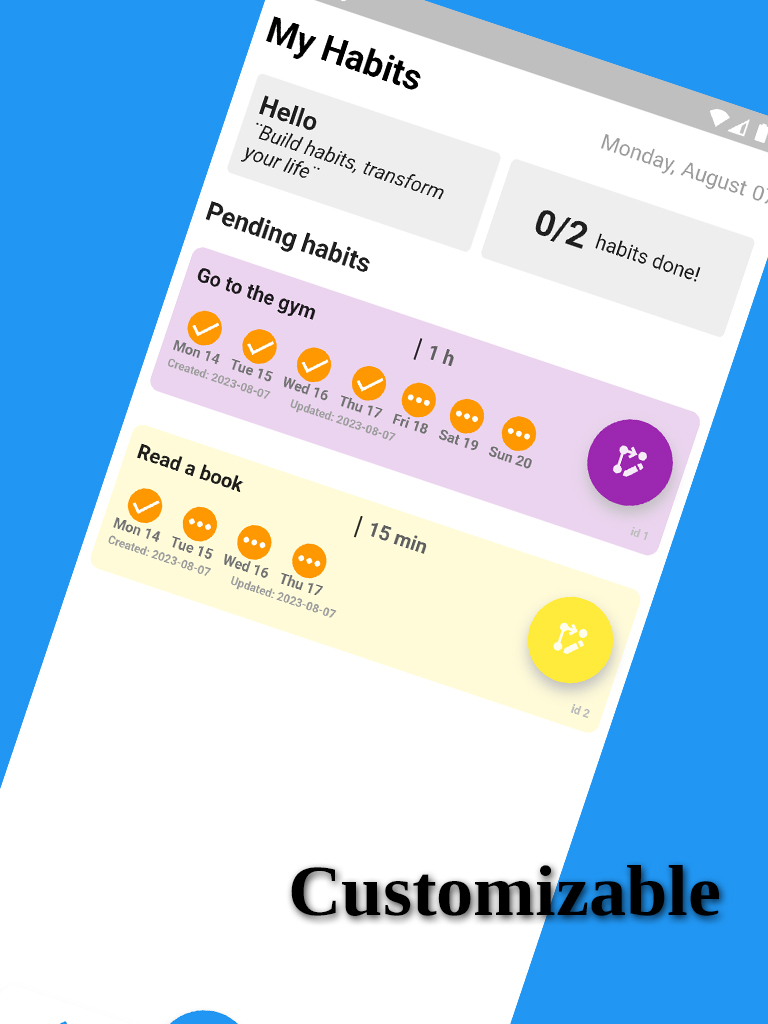 My Habits
Monday, August 07
Hello
¨Build habits, transform
your life¨
0/2 habits done!
Pending habits
Go to the gym
| 1 h
Mon 14 Tue 15 Wed 16 Thu 17 Fri 18 Sat 19 Sun 20
Created: 2023-08-07 Updated: 2023-08-07
id 1
Read a book
| 15 min
Mon 14 Tue 15 Wed 16 Thu 17
Created: 2023-08-07 Updated: 2023-08-07
id 2
Customizable